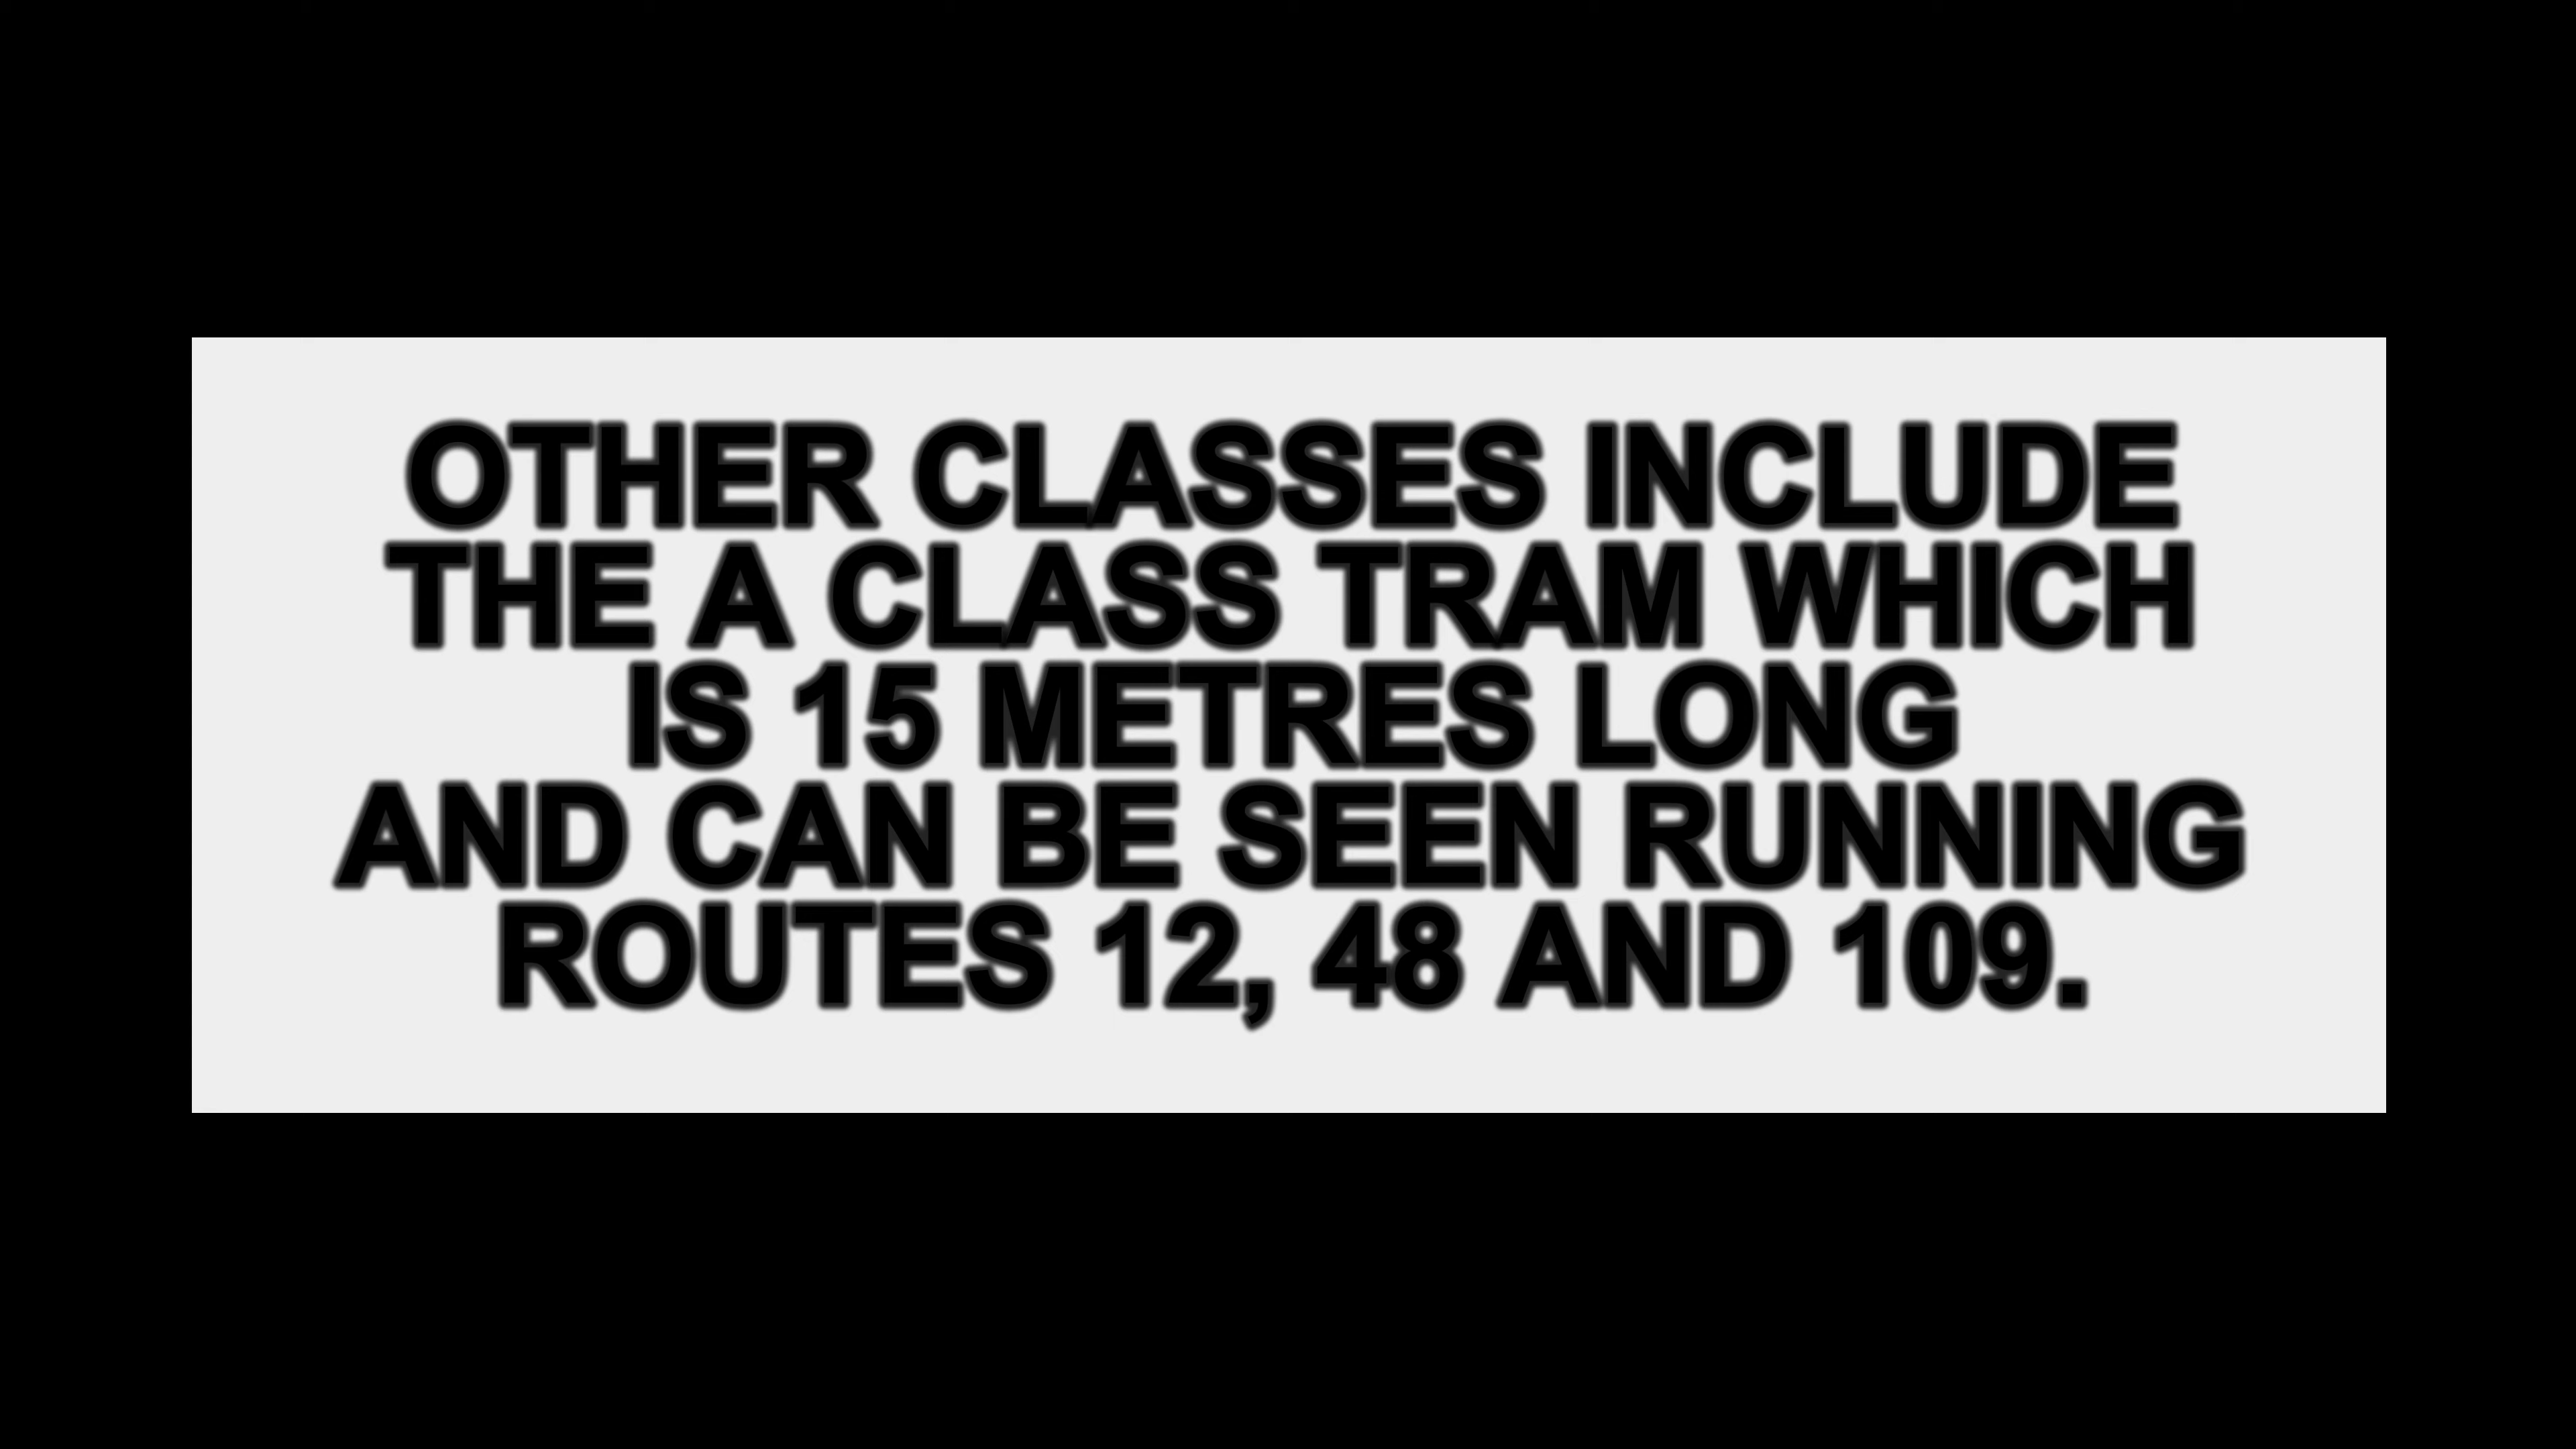 OTHER CLASSES INCLUDE
THE A CLASS TRAM WHICH
IS 15 METRES LONG
AND CAN BE SEEN RUNNING
ROUTES 12, 48 AND 109.